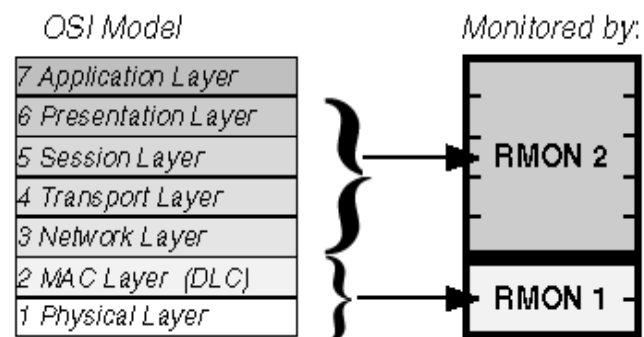 OSI Model
Monitored by:
7 Application Layer
6 Presentation Layer
5 Session Layer
4 Transport Layer
3 Network Layer
2 MAC Layer (DLC)
1 Physical Layer
RMON 2
RMON 1